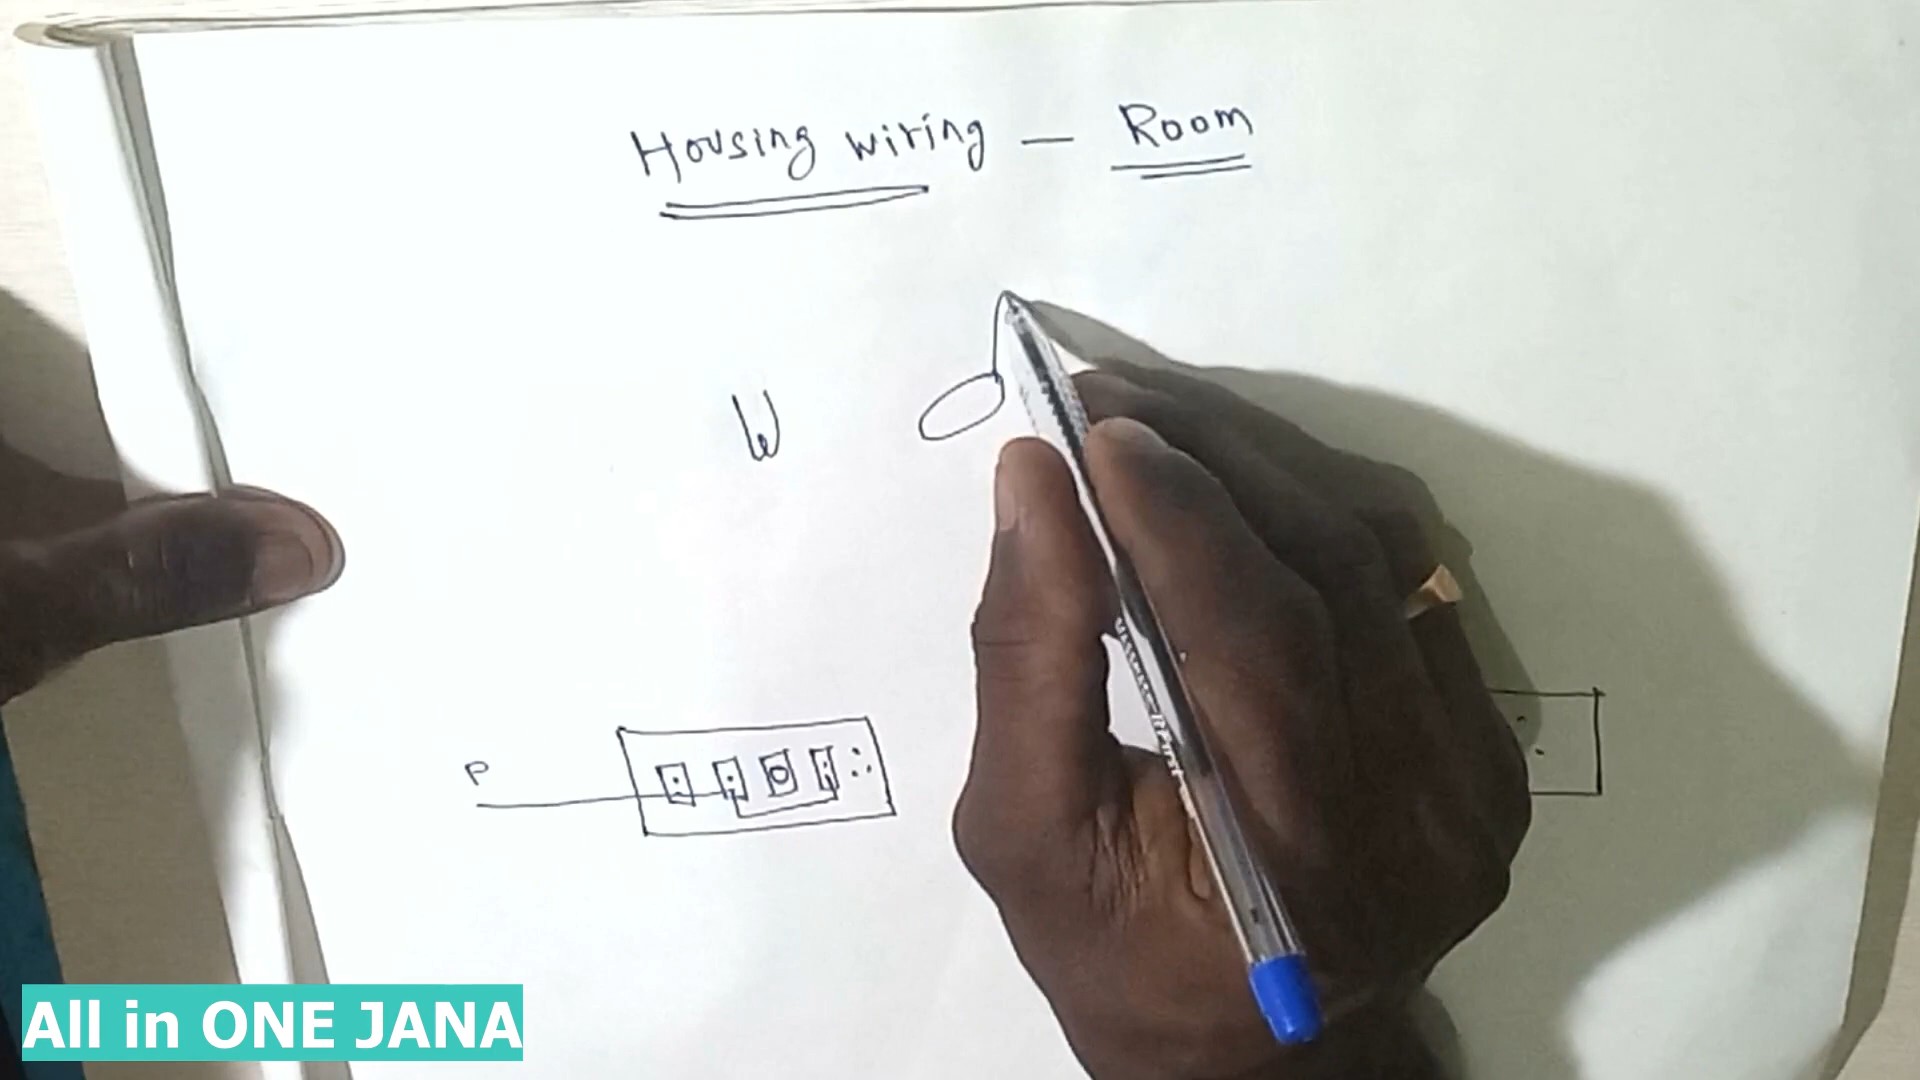 Housing wiring — Room
P
All in ONE JANA